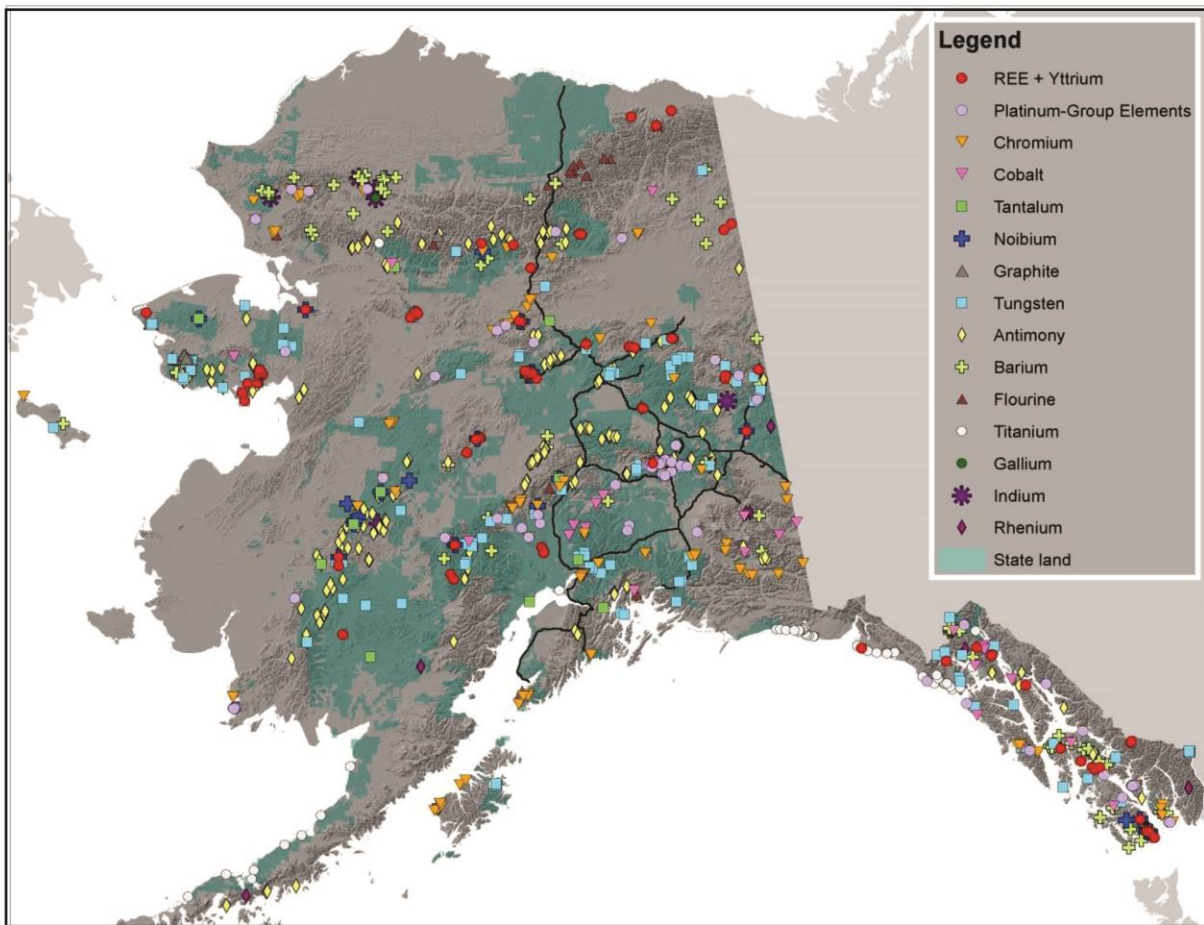 Legend
REE + Yttrium
Platinum-Group Elements
Chromium
Cobalt
Tantalum
Noibium
Graphite
Tungsten
Antimony
Barium
Flourine
Titanium
Gallium
Indium
Rhenium
State land